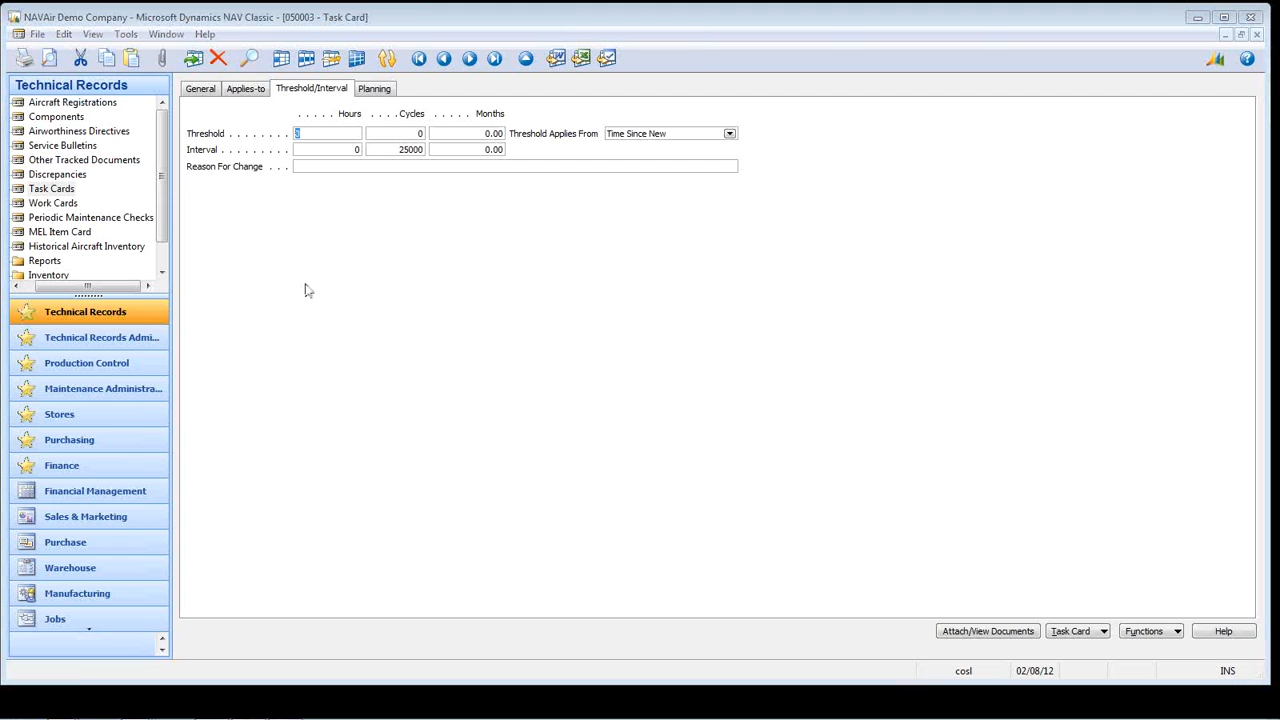 NAVAir Demo Company - Microsoft Dynamics NAV Classic - [050003 - Task Card]
File Edit View Tools Window Help
Technical Records
Aircraft Registrations
Components
Airworthiness Directives
Service Bulletins
Other Tracked Documents
Discrepancies
Task Cards
Work Cards
Periodic Maintenance Checks
MEL Item Card
Historical Aircraft Inventory
Reports
Inventory
Technical Records
Technical Records Admi...
Production Control
Maintenance Administra...
Stores
Purchasing
Finance
Financial Management
Sales & Marketing
Purchase
Warehouse
Manufacturing
Jobs
General Applies-to Threshold/Interval Planning
. . . . . Hours . . . . Cycles . . . . . Months
Threshold . . . . . . . . 0 0 0.00 Threshold Applies From Time Since New
Interval . . . . . . . . . 0 25000 0.00
Reason For Change . . .
Attach/View Documents Task Card Functions Help
cosl 02/08/12 INS